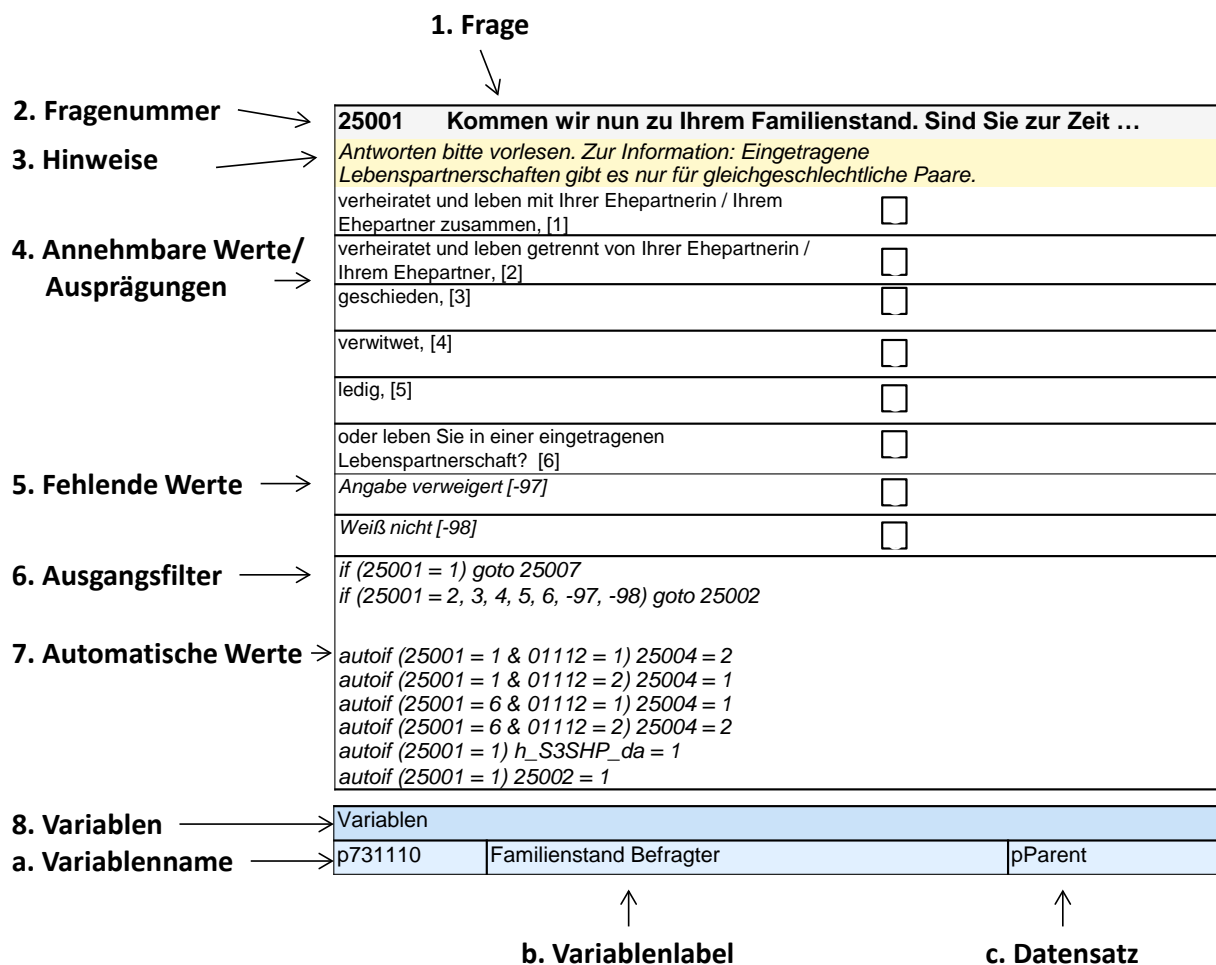 1. Frage
2. Fragenummer
25001 Kommen wir nun zu Ihrem Familienstand. Sind Sie zur Zeit …
3. Hinweise
Antworten bitte vorlesen. Zur Information: Eingetragene
Lebenspartnerschaften gibt es nur für gleichgeschlechtliche Paare.
verheiratet und leben mit Ihrer Ehepartnerin / Ihrem
Ehepartner zusammen, [1]
4. Annehmbare Werte/
Ausprägungen
verheiratet und leben getrennt von Ihrer Ehepartnerin /
Ihrem Ehepartner, [2]
geschieden, [3]
verwitwet, [4]
ledig, [5]
oder leben Sie in einer eingetragenen
Lebenspartnerschaft? [6]
5. Fehlende Werte
Angabe verweigert [-97]
Weiß nicht [-98]
6. Ausgangsfilter
if (25001 = 1) goto 25007
if (25001 = 2, 3, 4, 5, 6, -97, -98) goto 25002
7. Automatische Werte
autoif (25001 = 1 & 01112 = 1) 25004 = 2
autoif (25001 = 1 & 01112 = 2) 25004 = 1
autoif (25001 = 6 & 01112 = 1) 25004 = 1
autoif (25001 = 6 & 01112 = 2) 25004 = 2
autoif (25001 = 1) h_S3SHP_da = 1
autoif (25001 = 1) 25002 = 1
8. Variablen
Variablen
a. Variablenname
p731110 Familienstand Befragter pParent
b. Variablenlabel c. Datensatz